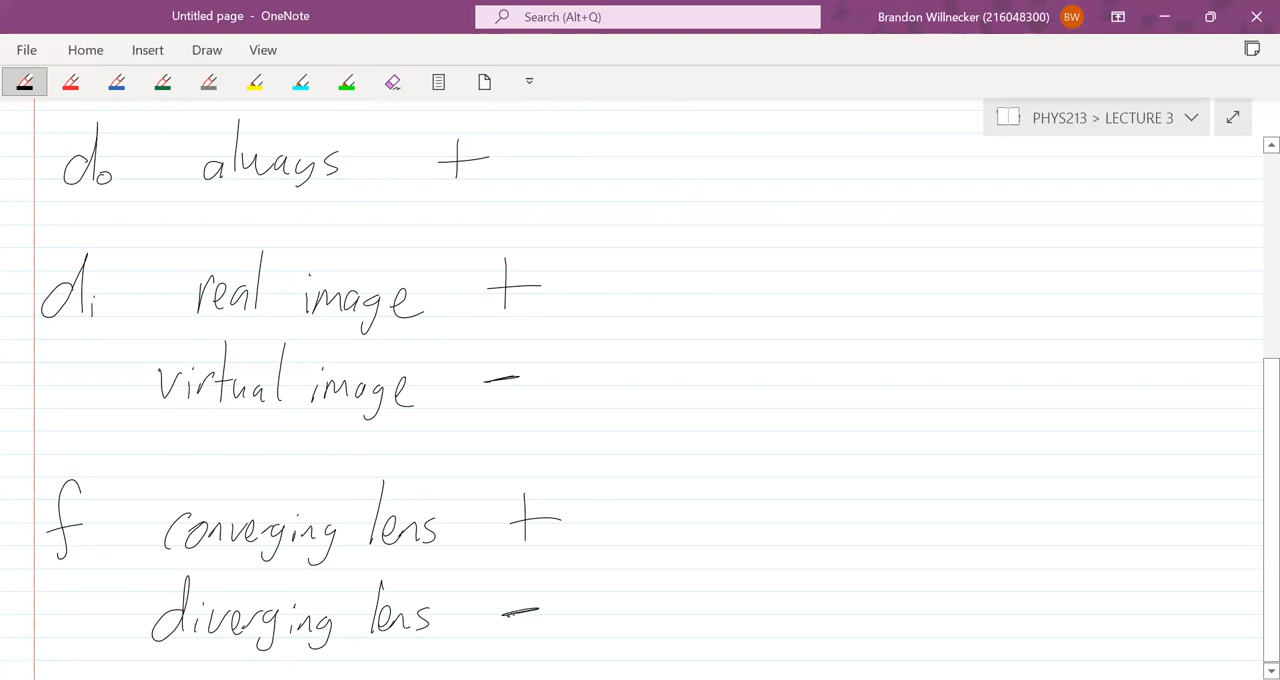 Untitled page - OneNote
Search (Alt+Q)
Brandon Willnecker (216048300) BW
File Home Insert Draw View
PHYS213 > LECTURE 3
do always +
di real image +
virtual image -
f converging lens +
diverging lens -